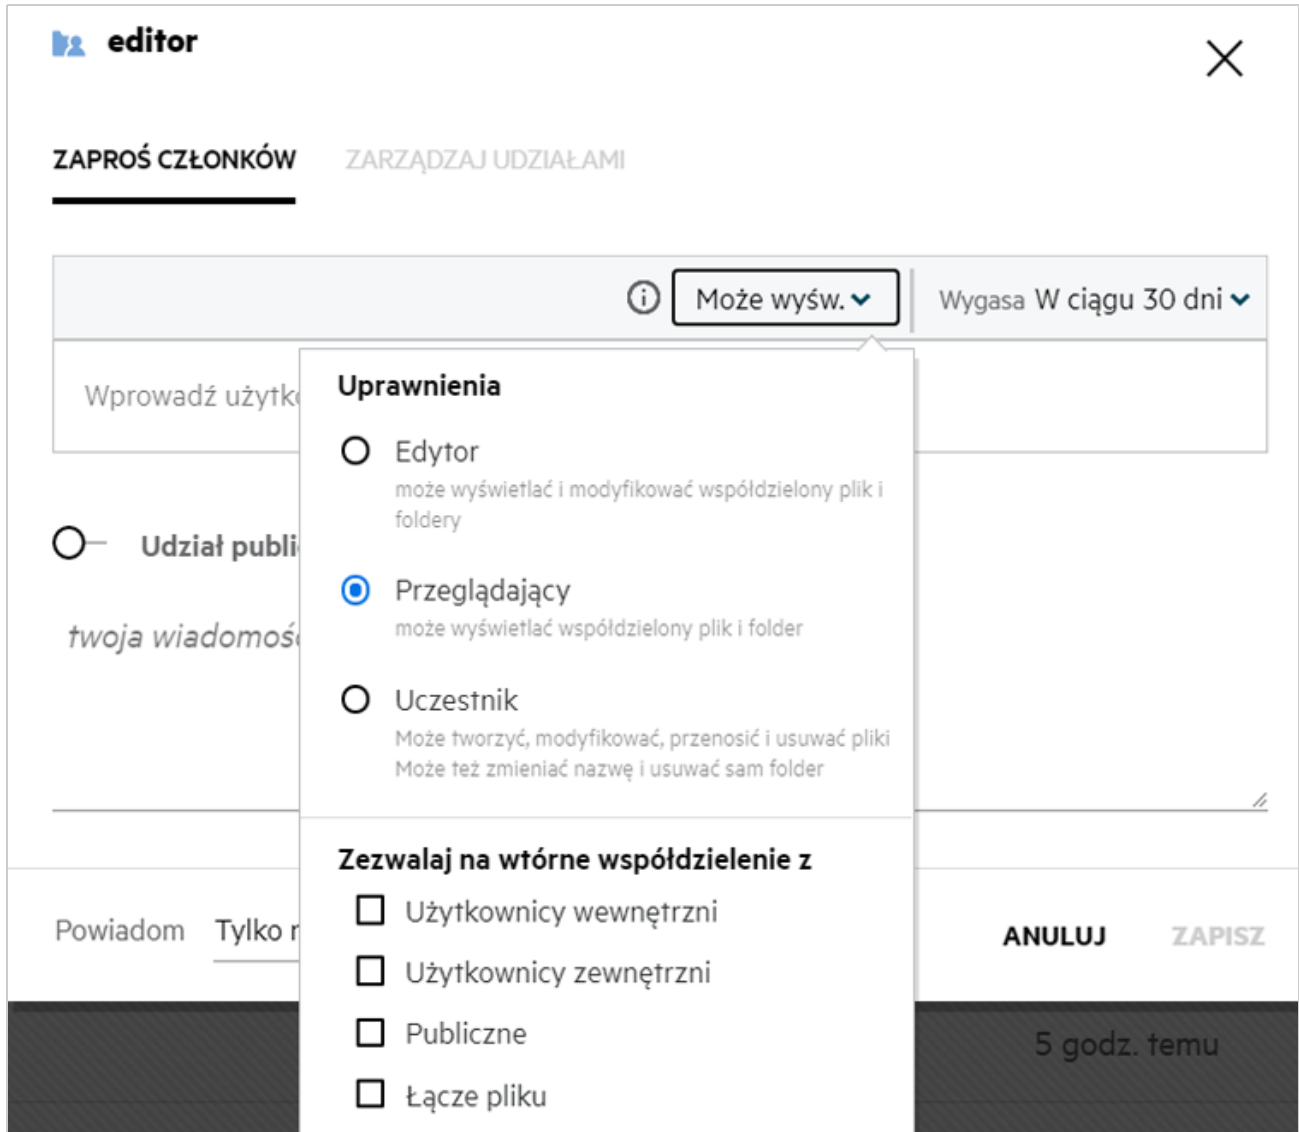 editor
ZAPROŚ CZŁONKÓW ZARZĄDZAJ UDZIAŁAMI
Może wyśw. Wygasa W ciągu 30 dni
Wprowadź
Uprawnienia
Edytor
może wyświetlać i modyfikować współdzielony plik i
foldery
Udział
Przeglądający
może wyświetlać współdzielony plik i folder
twoja
Uczestnik
Może tworzyć, modyfikować, przenosić i usuwać pliki
Może też zmieniać nazwę i usuwać sam folder
Zezwalaj na wtórne współdzielenie z
Użytkownicy wewnętrzni
Powiadom Tylko ANULUJ ZAPISZ
Użytkownicy zewnętrzni
Publiczne
5 godz. temu
Łącze pliku